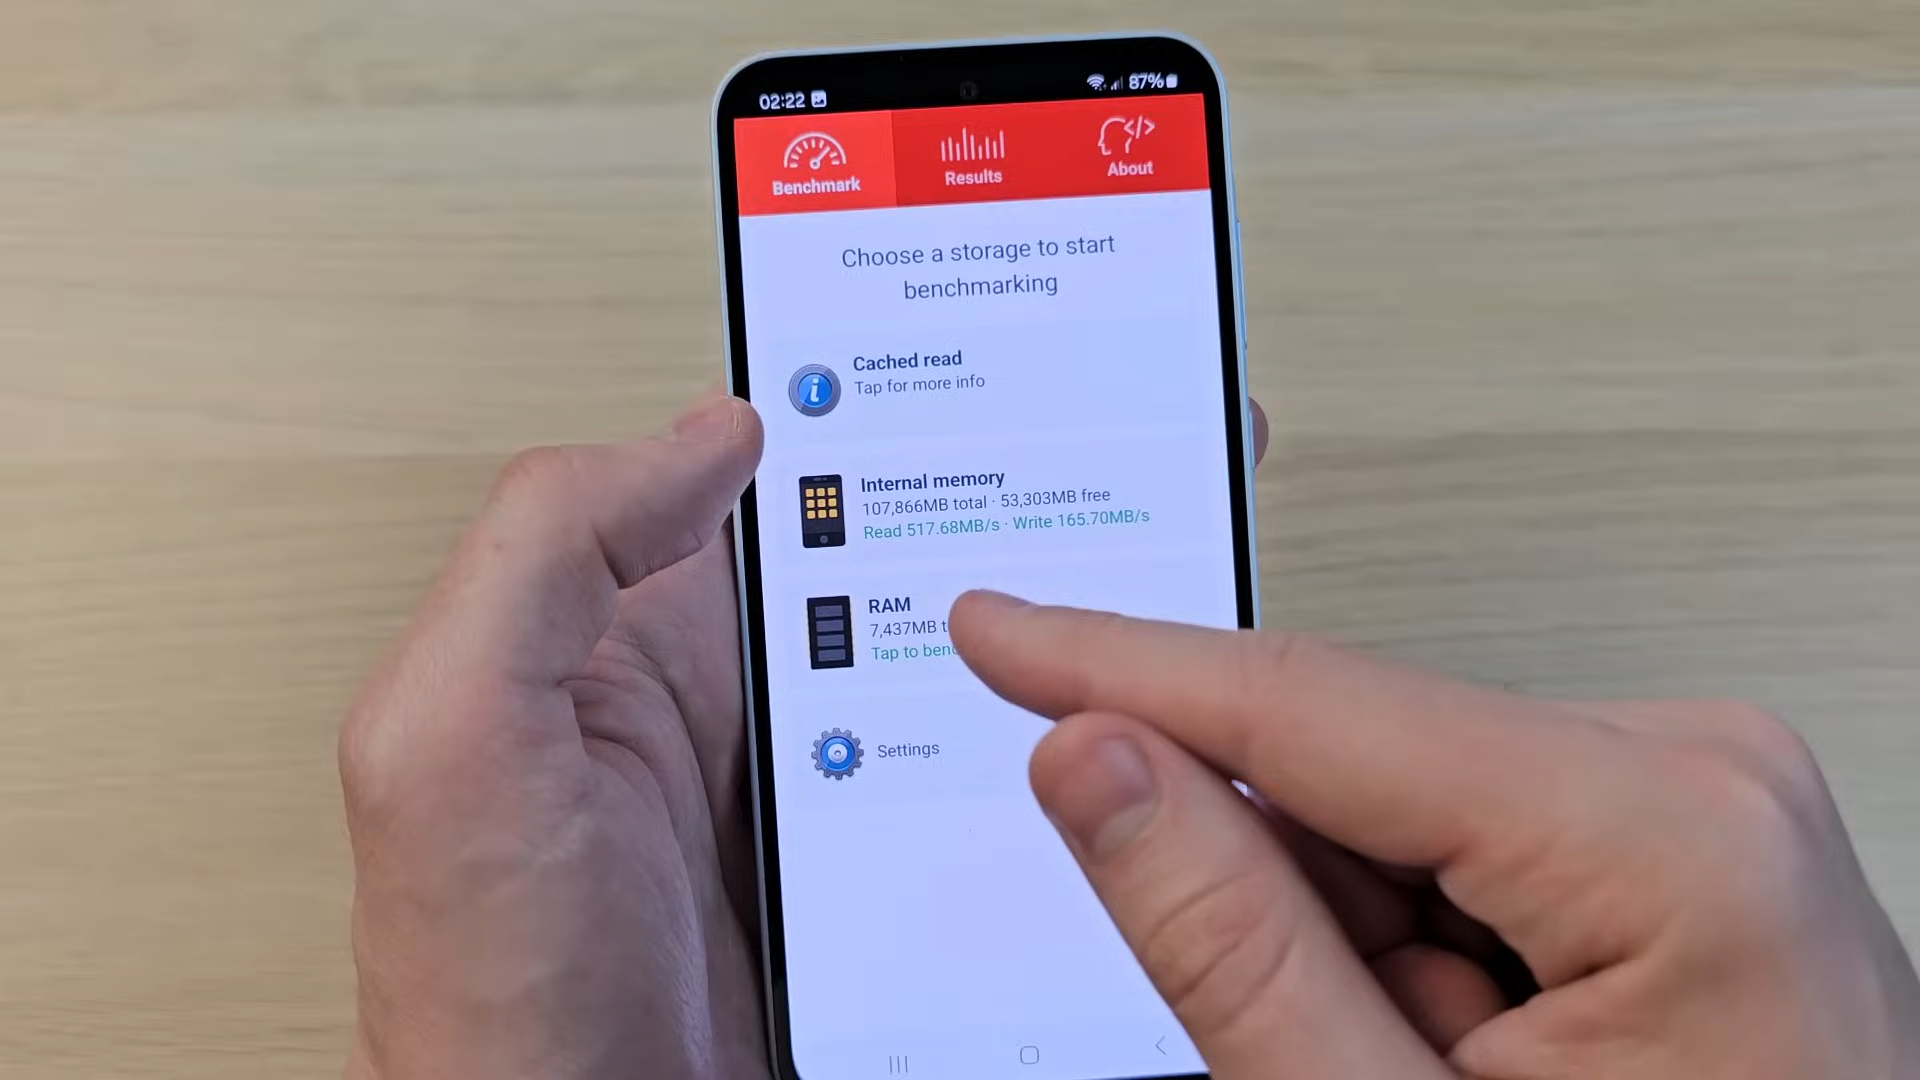 02:22
87%
Benchmark
Results
About
Choose a storage to start
benchmarking
Cached read
Tap for more info
Internal memory
107,866MB total · 53,303MB free
Read 517.68MB/s · Write 165.70MB/s
RAM
7,437MB
Tap to
Settings